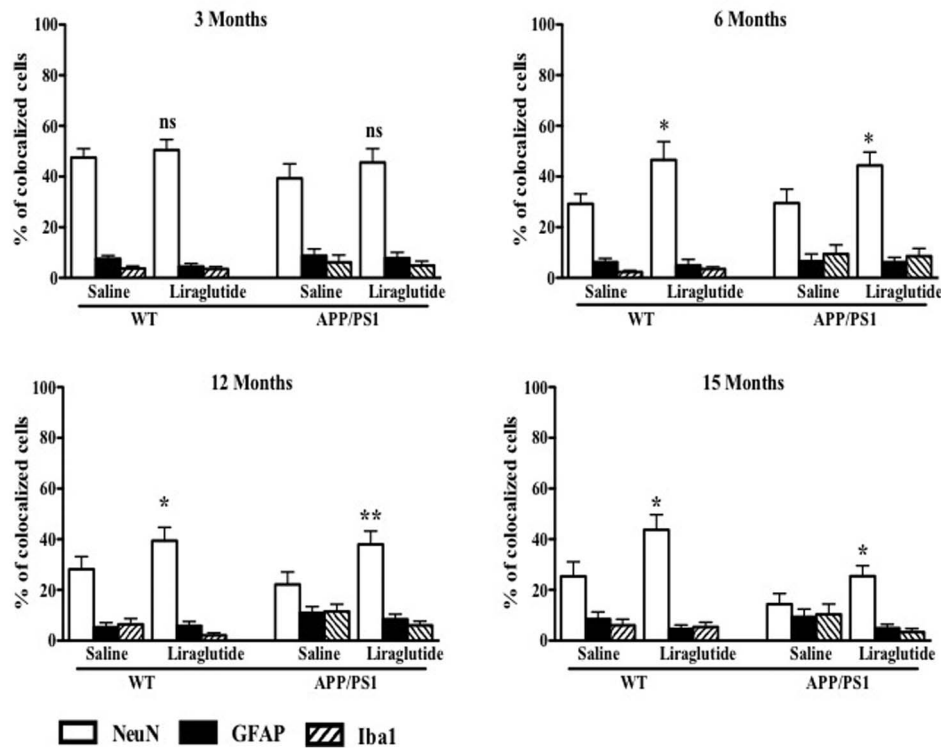 3 Months
% of colocalized cells
100
80
60
40
20
0
ns
ns
Saline Liraglutide Saline Liraglutide
WT APP/PS1
6 Months
% of colocalized cells
100
80
60
40
20
0
*
*
Saline Liraglutide Saline Liraglutide
WT APP/PS1
12 Months
% of colocalized cells
100
80
60
40
20
0
*
**
Saline Liraglutide Saline Liraglutide
WT APP/PS1
15 Months
% of colocalized cells
100
80
60
40
20
0
*
*
Saline Liraglutide Saline Liraglutide
WT APP/PS1
NeuN GFAP Iba1